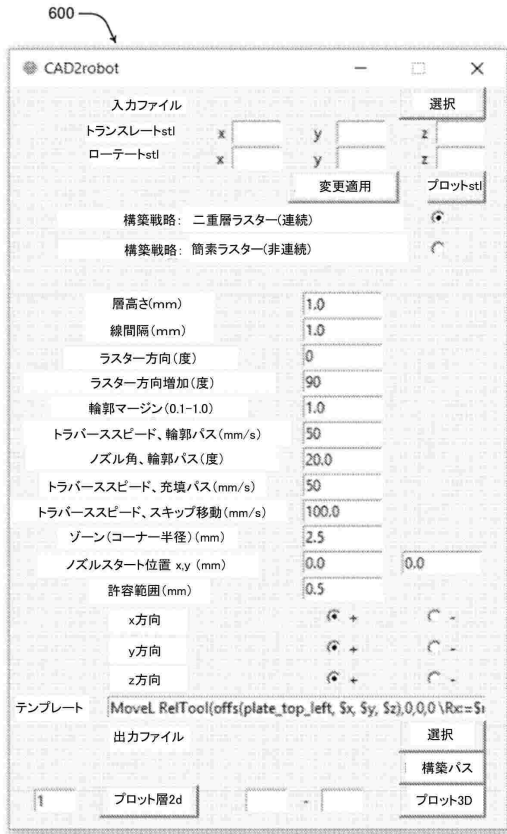 600
CAD2robot
入力ファイル 選択
トランスレートstl x y z
ローテートstl x y z
変更適用 プロットstl
構築戦略: 二重層ラスター(連続)
構築戦略: 簡素ラスター(非連続)
層高さ(mm) 1.0
線間隔(mm) 1.0
ラスター方向(度) 0
ラスター方向増加(度) 90
輪郭マージン(0.1-1.0) 1.0
トラバーススピード、輪郭パス(mm/s) 50
ノズル角、輪郭パス(度) 20.0
トラバーススピード、充填パス(mm/s) 50
トラバーススピード、スキップ移動(mm/s) 100.0
ゾーン(コーナー半径)(mm) 2.5
ノズルスタート位置 x,y (mm) 0.0 0.0
許容範囲(mm) 0.5
x方向 + -
y方向 + -
z方向 + -
テンプレート MoveL RelTool(offs(plate_top_left, $x, $y, $z),0,0,0 \Rx:=$
出力ファイル 選択
構築パス
1 プロット層2d - プロット3D